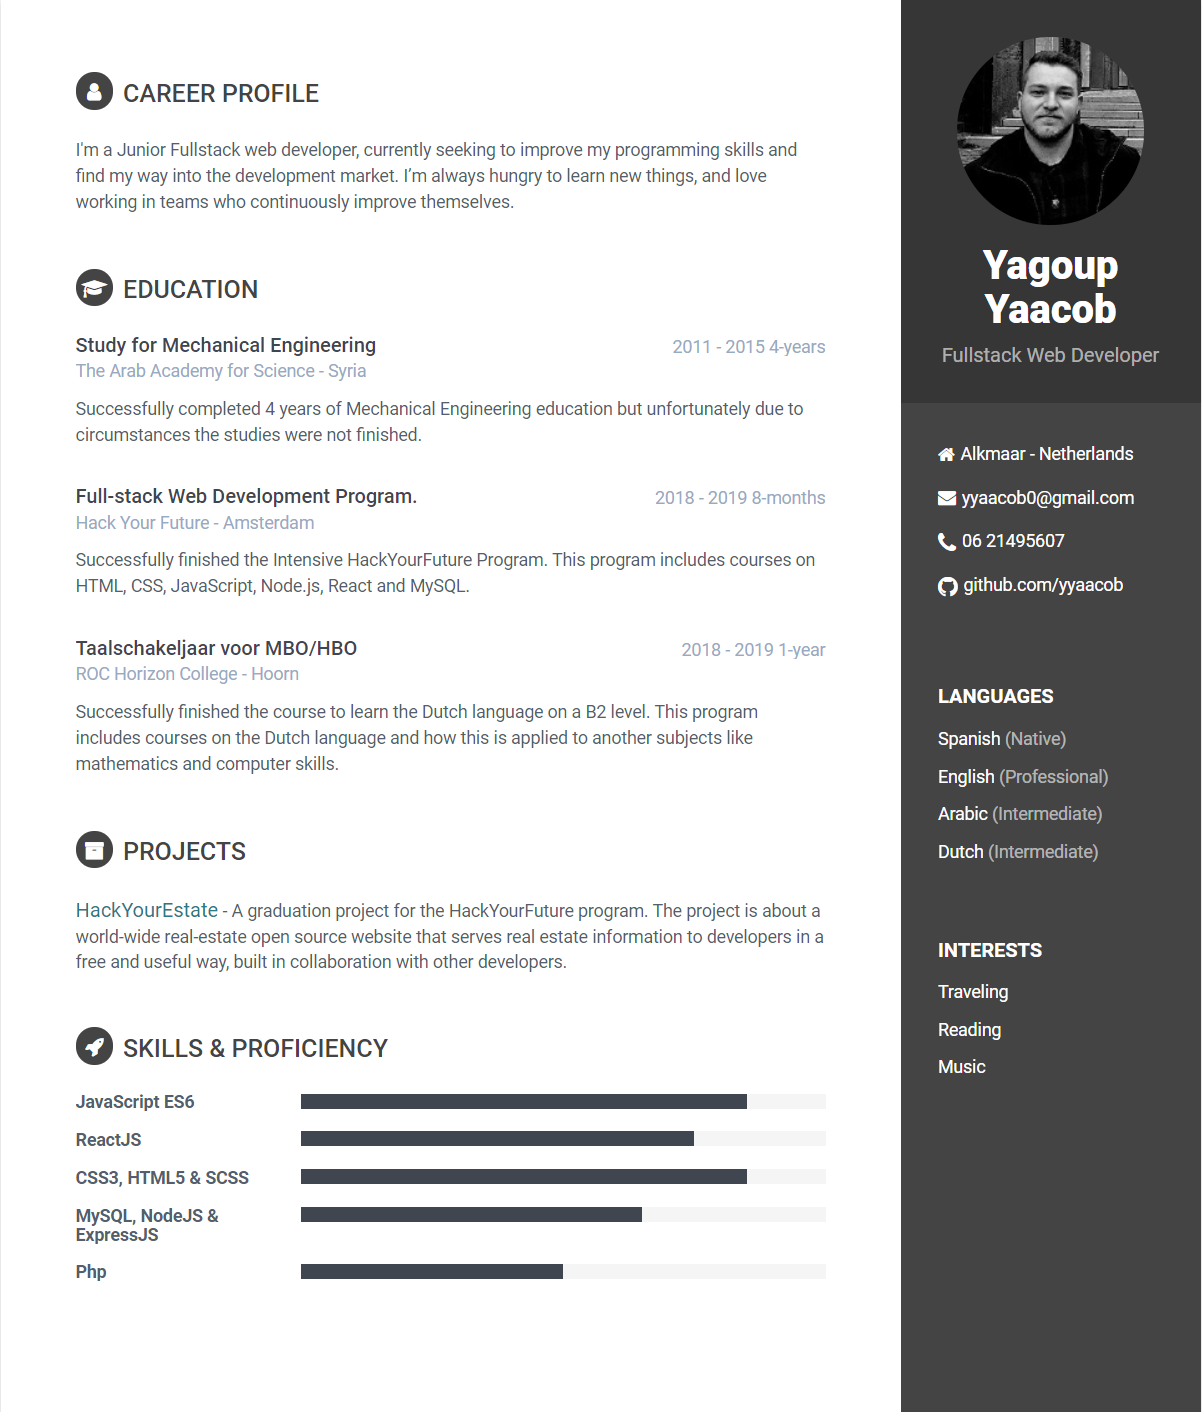 CAREER PROFILE
I'm a Junior Fullstack web developer, currently seeking to improve my programming skills and
find my way into the development market. I’m always hungry to learn new things, and love
working in teams who continuously improve themselves.
EDUCATION
Study for Mechanical Engineering
2011 - 2015 4-years
The Arab Academy for Science - Syria
Successfully completed 4 years of Mechanical Engineering education but unfortunately due to
circumstances the studies were not finished.
Full-stack Web Development Program.
2018 - 2019 8-months
Hack Your Future - Amsterdam
Successfully finished the Intensive HackYourFuture Program. This program includes courses on
HTML, CSS, JavaScript, Node.js, React and MySQL.
Taalschakeljaar voor MBO/HBO
2018 - 2019 1-year
ROC Horizon College - Hoorn
Successfully finished the course to learn the Dutch language on a B2 level. This program
includes courses on the Dutch language and how this is applied to another subjects like
mathematics and computer skills.
PROJECTS
HackYourEstate - A graduation project for the HackYourFuture program. The project is about a
world-wide real-estate open source website that serves real estate information to developers in a
free and useful way, built in collaboration with other developers.
SKILLS & PROFICIENCY
JavaScript ES6
ReactJS
CSS3, HTML5 & SCSS
MySQL, NodeJS &
ExpressJS
Php
Yagoup
Yaacob
Fullstack Web Developer
Alkmaar - Netherlands
yyaacob0@gmail.com
06 21495607
github.com/yyaacob
LANGUAGES
Spanish (Native)
English (Professional)
Arabic (Intermediate)
Dutch (Intermediate)
INTERESTS
Traveling
Reading
Music